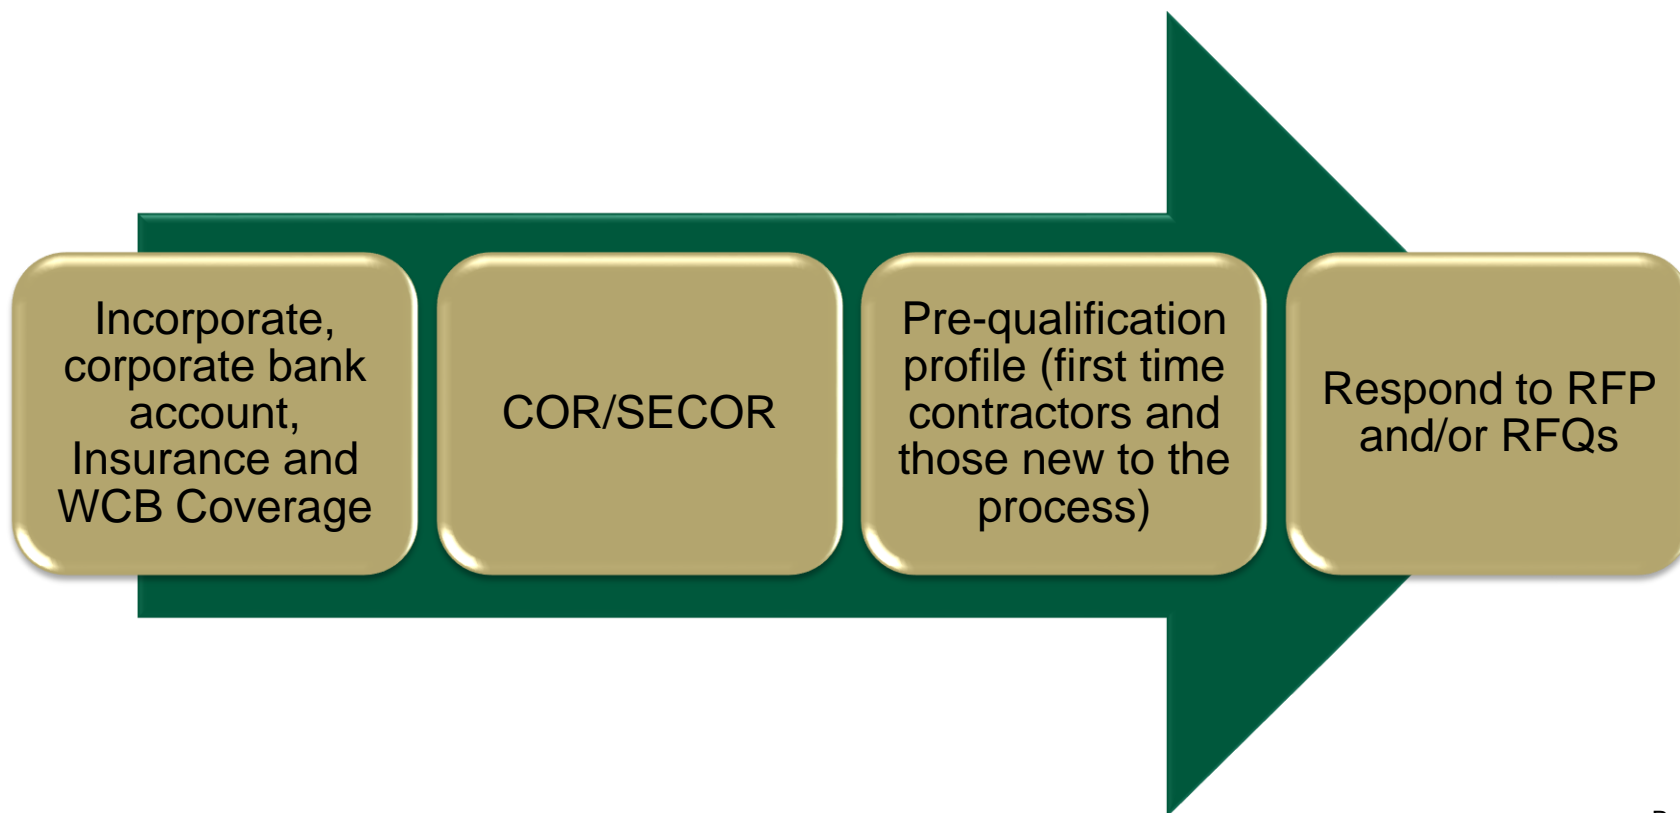 Incorporate,
corporate bank
account,
Insurance and
WCB Coverage
COR/SECOR
Pre-qualification
profile (first time
contractors and
those new to the
process)
Respond to RFP
and/or RFQs